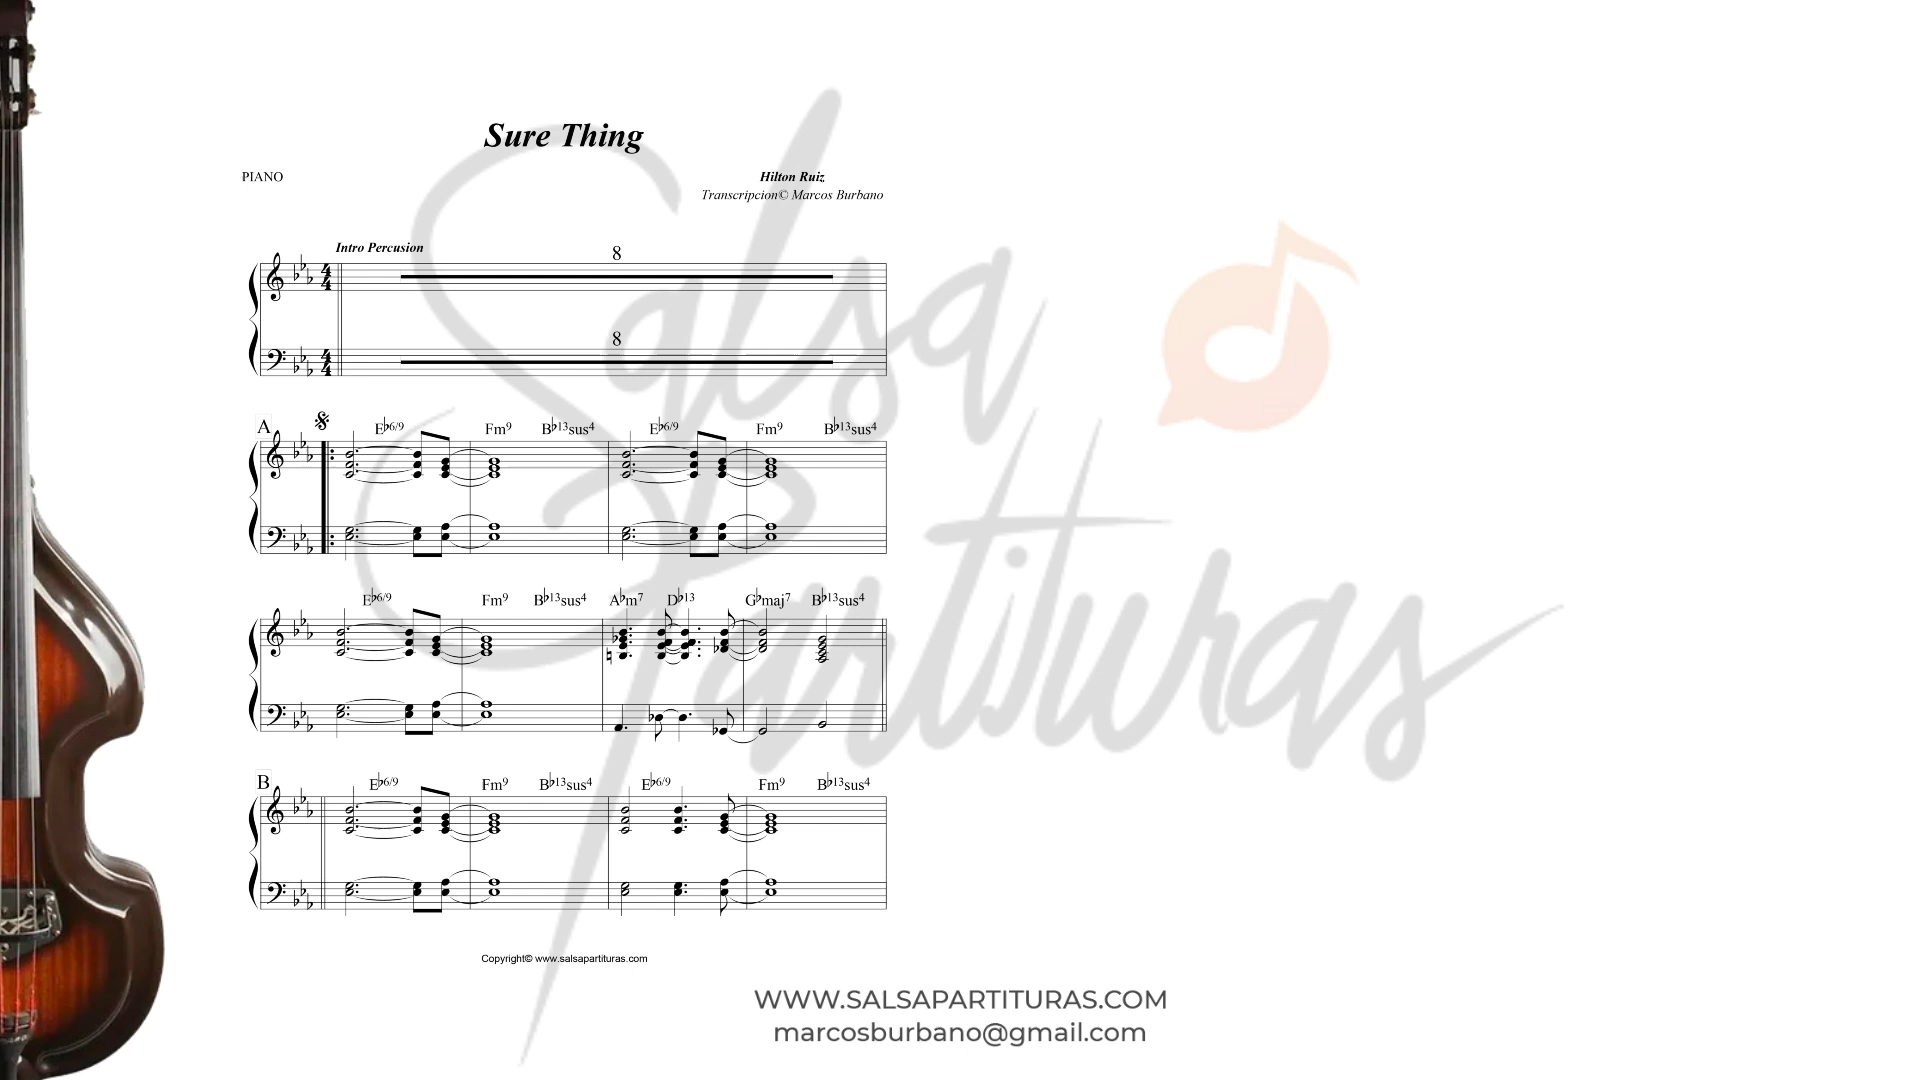 Sure Thing
PIANO
Hilton Ruiz
Transcripcion© Marcos Burbano
Intro Percusion
8
8
A
E♭6/9 Fm9 B♭13sus4 E♭6/9 Fm9 B♭13sus4
E♭6/9 Fm9 B♭13sus4 A♭m7 D♭13 G♭maj7 B♭13sus4
B
E♭6/9 Fm9 B♭13sus4 E♭6/9 Fm9 B♭13sus4
Copyright© www.salsapartituras.com
Salsa
Partituras
WWW.SALSAPARTITURAS.COM
marcosburbano@gmail.com